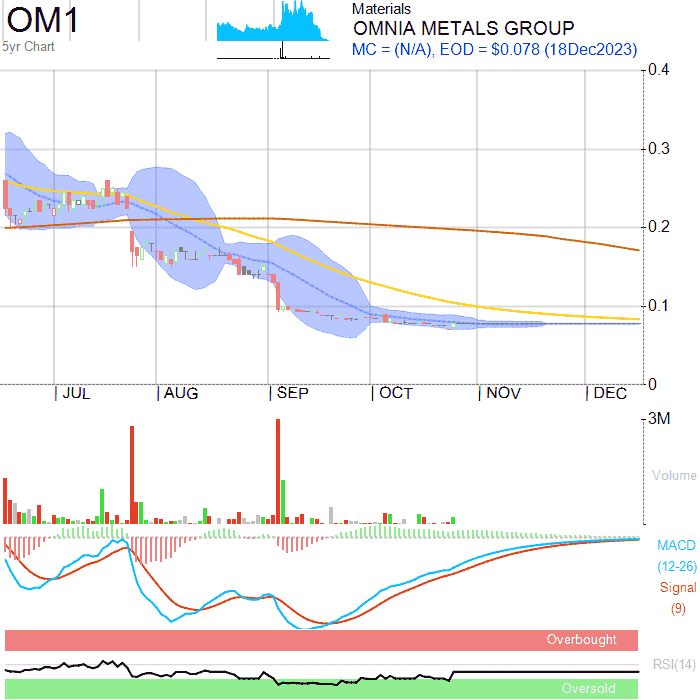 OM1
5yr Chart
Materials
OMNIA METALS GROUP
MC = (N/A), EOD = $0.078 (18Dec2023)
0.4
0.3
0.2
0.1
0
JUL AUG SEP OCT NOV DEC
3M
Volume
MACD
(12-26)
Signal
(9)
Overbought
RSI(14)
Oversold